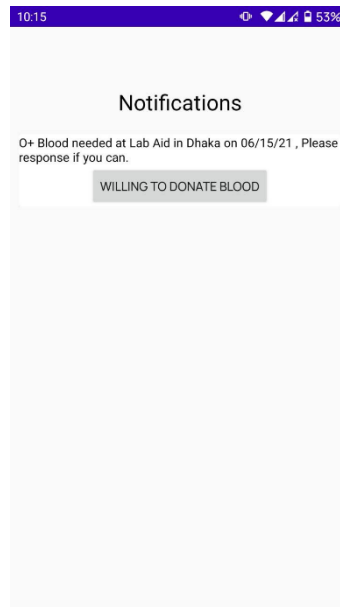 10:15
53%
Notifications
O+ Blood needed at Lab Aid in Dhaka on 06/15/21 , Please
response if you can.
WILLING TO DONATE BLOOD